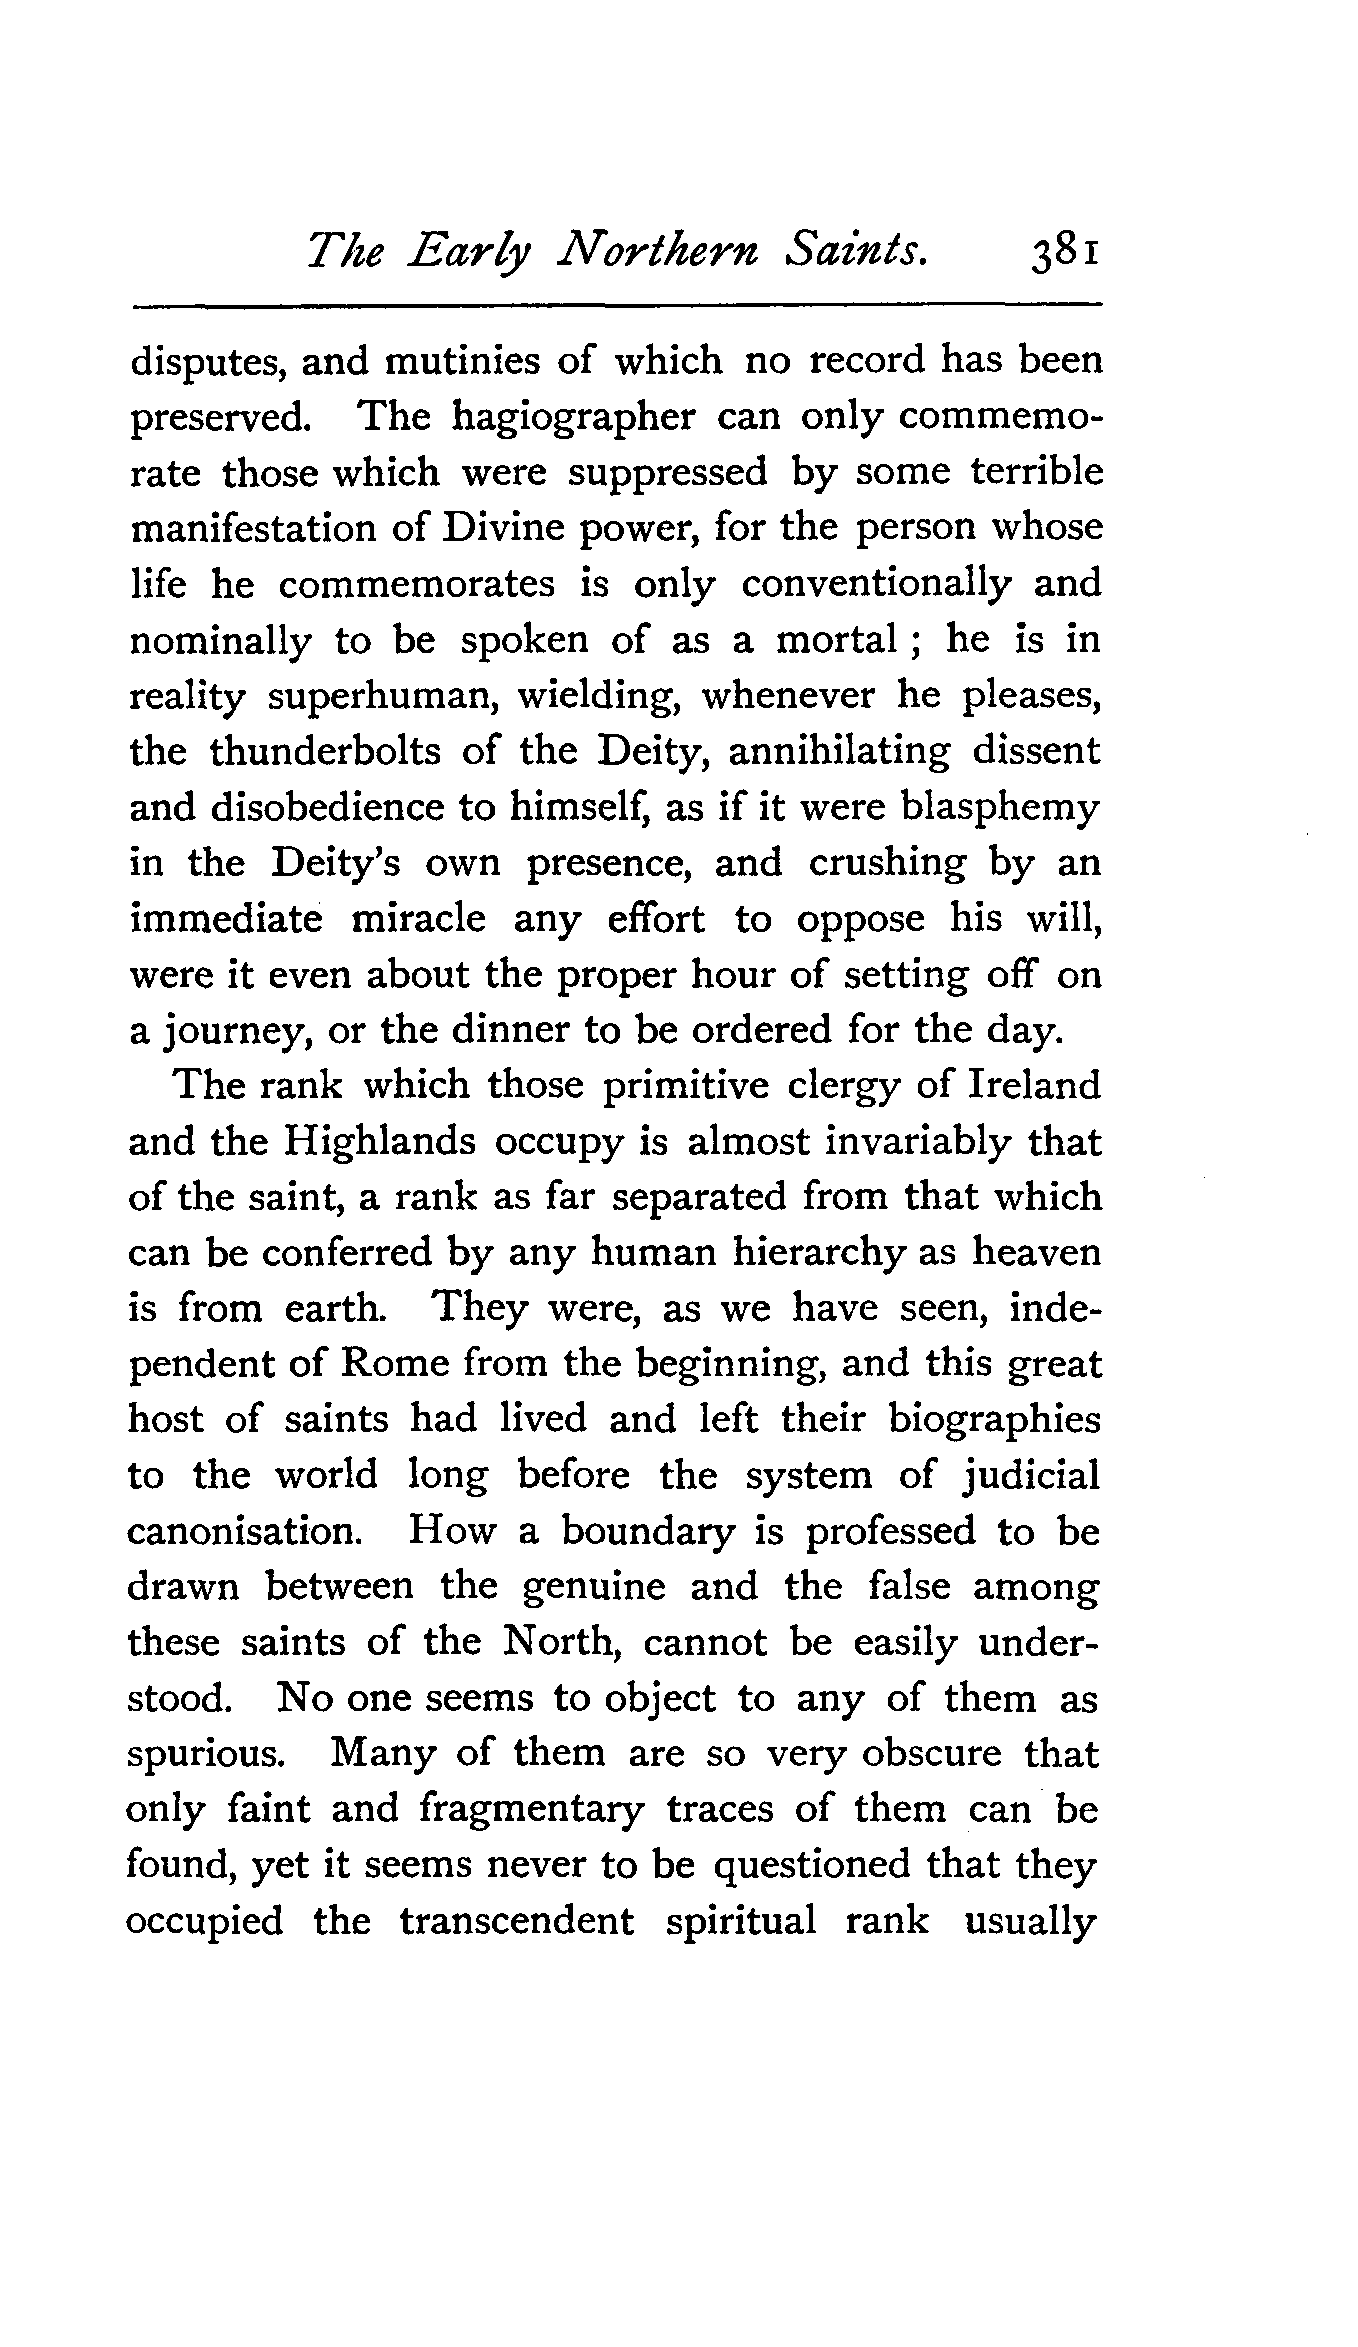 The Early Northern Saints. 381
disputes, and mutinies of which no record has been
preserved. The hagiographer can only commemo-
rate those which were suppressed by some terrible
manifestation of Divine power, for the person whose
life he commemorates is only conventionally and
nominally to be spoken of as a mortal ; he is in
reality superhuman, wielding, whenever he pleases,
the thunderbolts of the Deity, annihilating dissent
and disobedience to himself, as if it were blasphemy
in the Deity's own presence, and crushing by an
immediate miracle any effort to oppose his will,
were it even about the proper hour of setting off on
a journey, or the dinner to be ordered for the day.
The rank which those primitive clergy of Ireland
and the Highlands occupy is almost invariably that
of the saint, a rank as far separated from that which
can be conferred by any human hierarchy as heaven
is from earth. They were, as we have seen, inde-
pendent of Rome from the beginning, and this great
host of saints had lived and left their biographies
to the world long before the system of judicial
canonisation. How a boundary is professed to be
drawn between the genuine and the false among
these saints of the North, cannot be easily under-
stood. No one seems to object to any of them as
spurious. Many of them are so very obscure that
only faint and fragmentary traces of them can be
found, yet it seems never to be questioned that they
occupied the transcendent spiritual rank usually